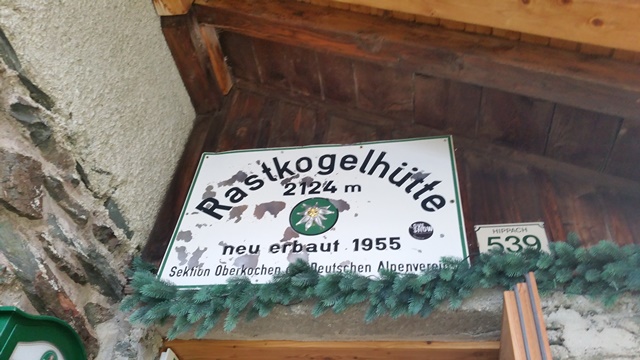 Rastkogelhütte
2124 m
neu erbaut 1955
Sektion Oberkochen Deutschen Alpenverein
HIPPACH
539